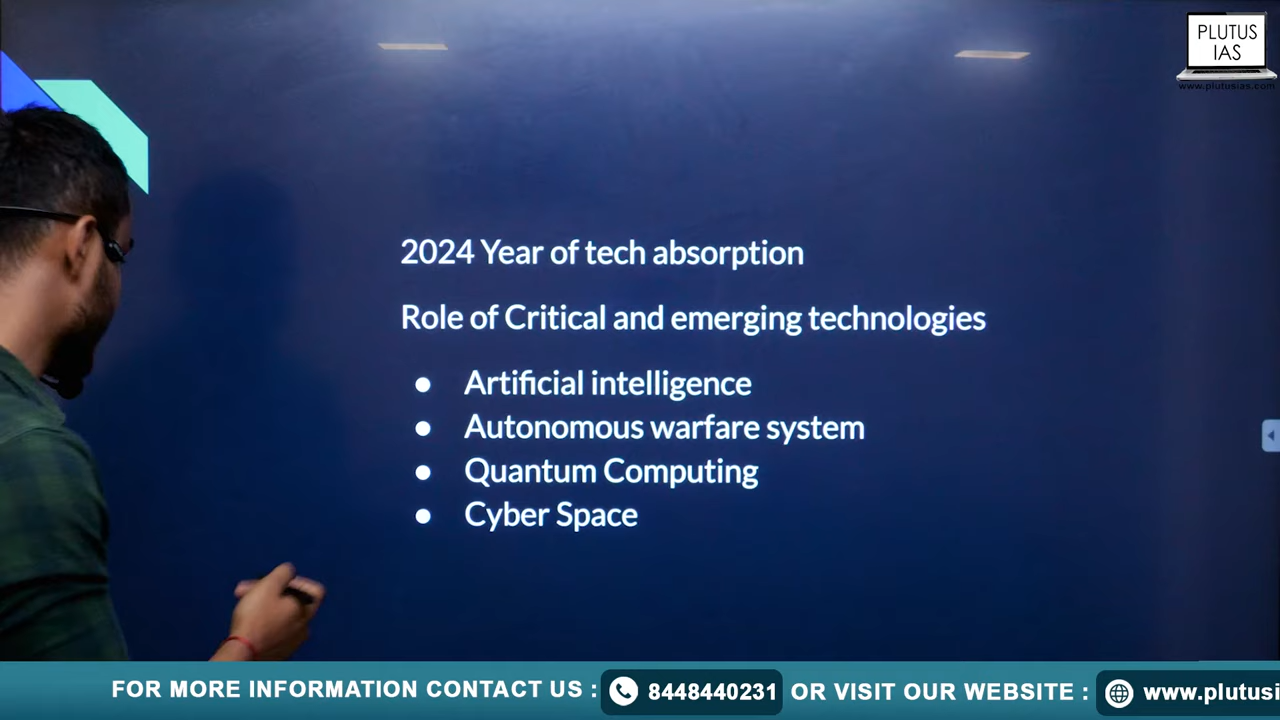 PLUTUS
IAS
www.plutusias.com
2024 Year of tech absorption
Role of Critical and emerging technologies
● Artificial intelligence
● Autonomous warfare system
● Quantum Computing
● Cyber Space
FOR MORE INFORMATION CONTACT US : 8448440231 OR VISIT OUR WEBSITE : www.plutusi